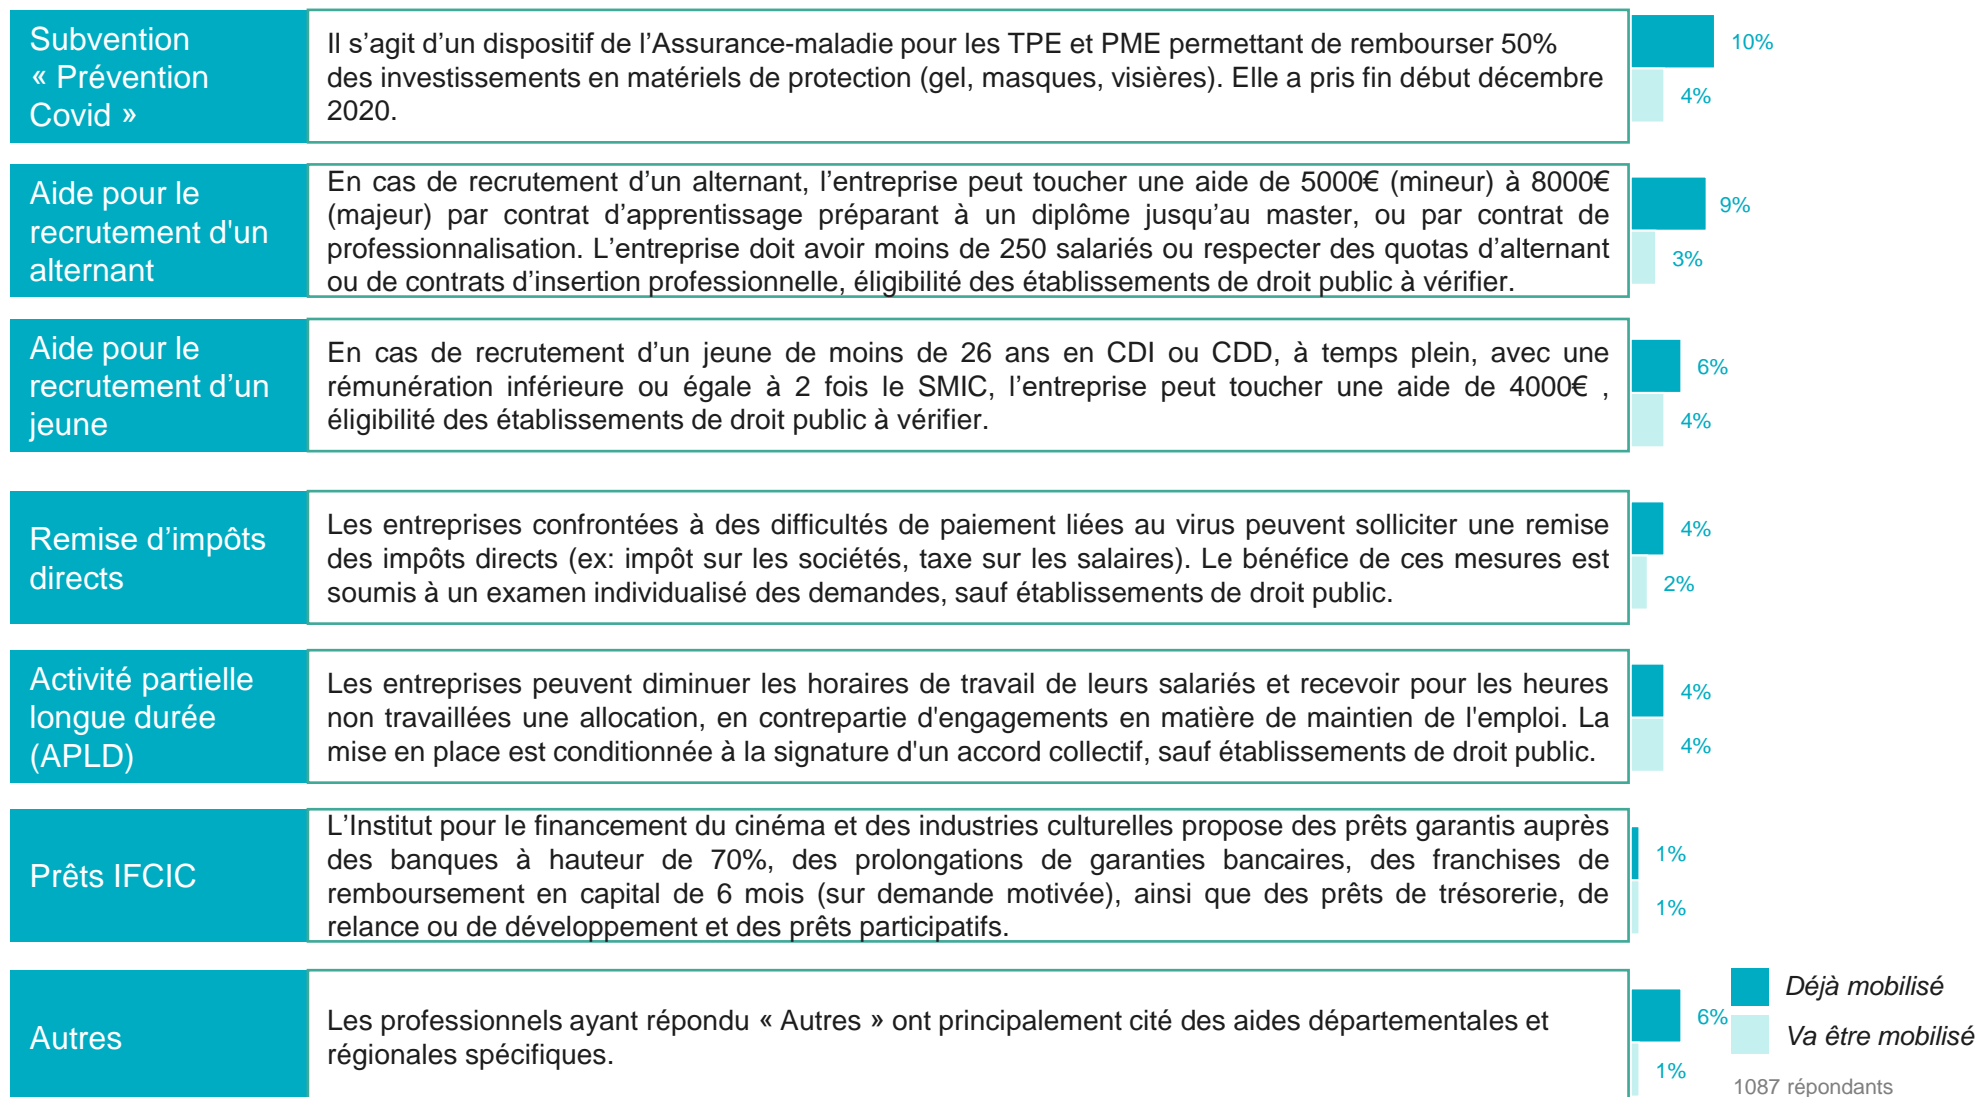 Subvention
« Prévention
Covid »
Il s’agit d’un dispositif de l’Assurance-maladie pour les TPE et PME permettant de rembourser 50%
des investissements en matériels de protection (gel, masques, visières). Elle a pris fin début décembre
2020.
10%
4%
Aide pour le
recrutement d'un
alternant
En cas de recrutement d’un alternant, l’entreprise peut toucher une aide de 5000€ (mineur) à 8000€
(majeur) par contrat d’apprentissage préparant à un diplôme jusqu’au master, ou par contrat de
professionnalisation. L’entreprise doit avoir moins de 250 salariés ou respecter des quotas d’alternant
ou de contrats d’insertion professionnelle, éligibilité des établissements de droit public à vérifier.
9%
3%
Aide pour le
recrutement d’un
jeune
En cas de recrutement d’un jeune de moins de 26 ans en CDI ou CDD, à temps plein, avec une
rémunération inférieure ou égale à 2 fois le SMIC, l’entreprise peut toucher une aide de 4000€ ,
éligibilité des établissements de droit public à vérifier.
6%
4%
Remise d’impôts
directs
Les entreprises confrontées à des difficultés de paiement liées au virus peuvent solliciter une remise
des impôts directs (ex: impôt sur les sociétés, taxe sur les salaires). Le bénéfice de ces mesures est
soumis à un examen individualisé des demandes, sauf établissements de droit public.
4%
2%
Activité partielle
longue durée
(APLD)
Les entreprises peuvent diminuer les horaires de travail de leurs salariés et recevoir pour les heures
non travaillées une allocation, en contrepartie d'engagements en matière de maintien de l'emploi. La
mise en place est conditionnée à la signature d'un accord collectif, sauf établissements de droit public.
4%
4%
Prêts IFCIC
L’Institut pour le financement du cinéma et des industries culturelles propose des prêts garantis auprès
des banques à hauteur de 70%, des prolongations de garanties bancaires, des franchises de
remboursement en capital de 6 mois (sur demande motivée), ainsi que des prêts de trésorerie, de
relance ou de développement et des prêts participatifs.
1%
1%
Autres
Les professionnels ayant répondu « Autres » ont principalement cité des aides départementales et
régionales spécifiques.
6%
1%
Déjà mobilisé
Va être mobilisé
1087 répondants